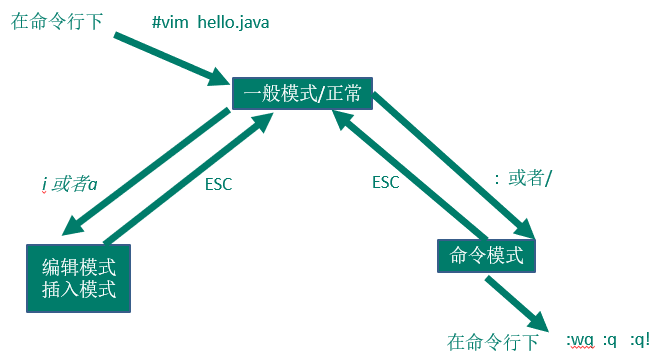 在命令行下 #vim hello.java
一般模式/正常
i 或者a
ESC
ESC
: 或者/
编辑模式
插入模式
命令模式
在命令行下 :wq :q :q!